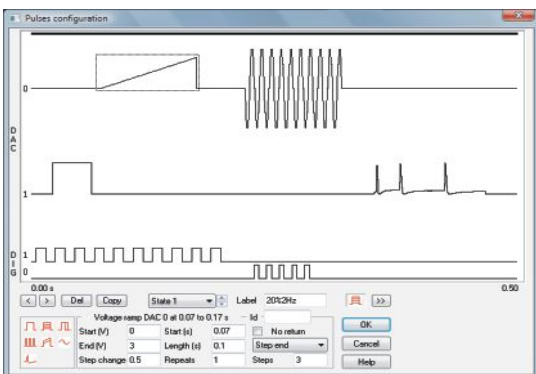 Pulses configuration
0
D
A
C
1
D
I
G
1
0
0.00 s
0.50
< > Del Copy State 1 Label 20%2Hz >>
Voltage ramp DAC 0 at 0.07 to 0.17 s Id
Start (V) 0 Start (s) 0.07 No return OK
End (V) 3 Length (s) 0.1 Step end Cancel
Step change 0.5 Repeats 1 Steps 3 Help